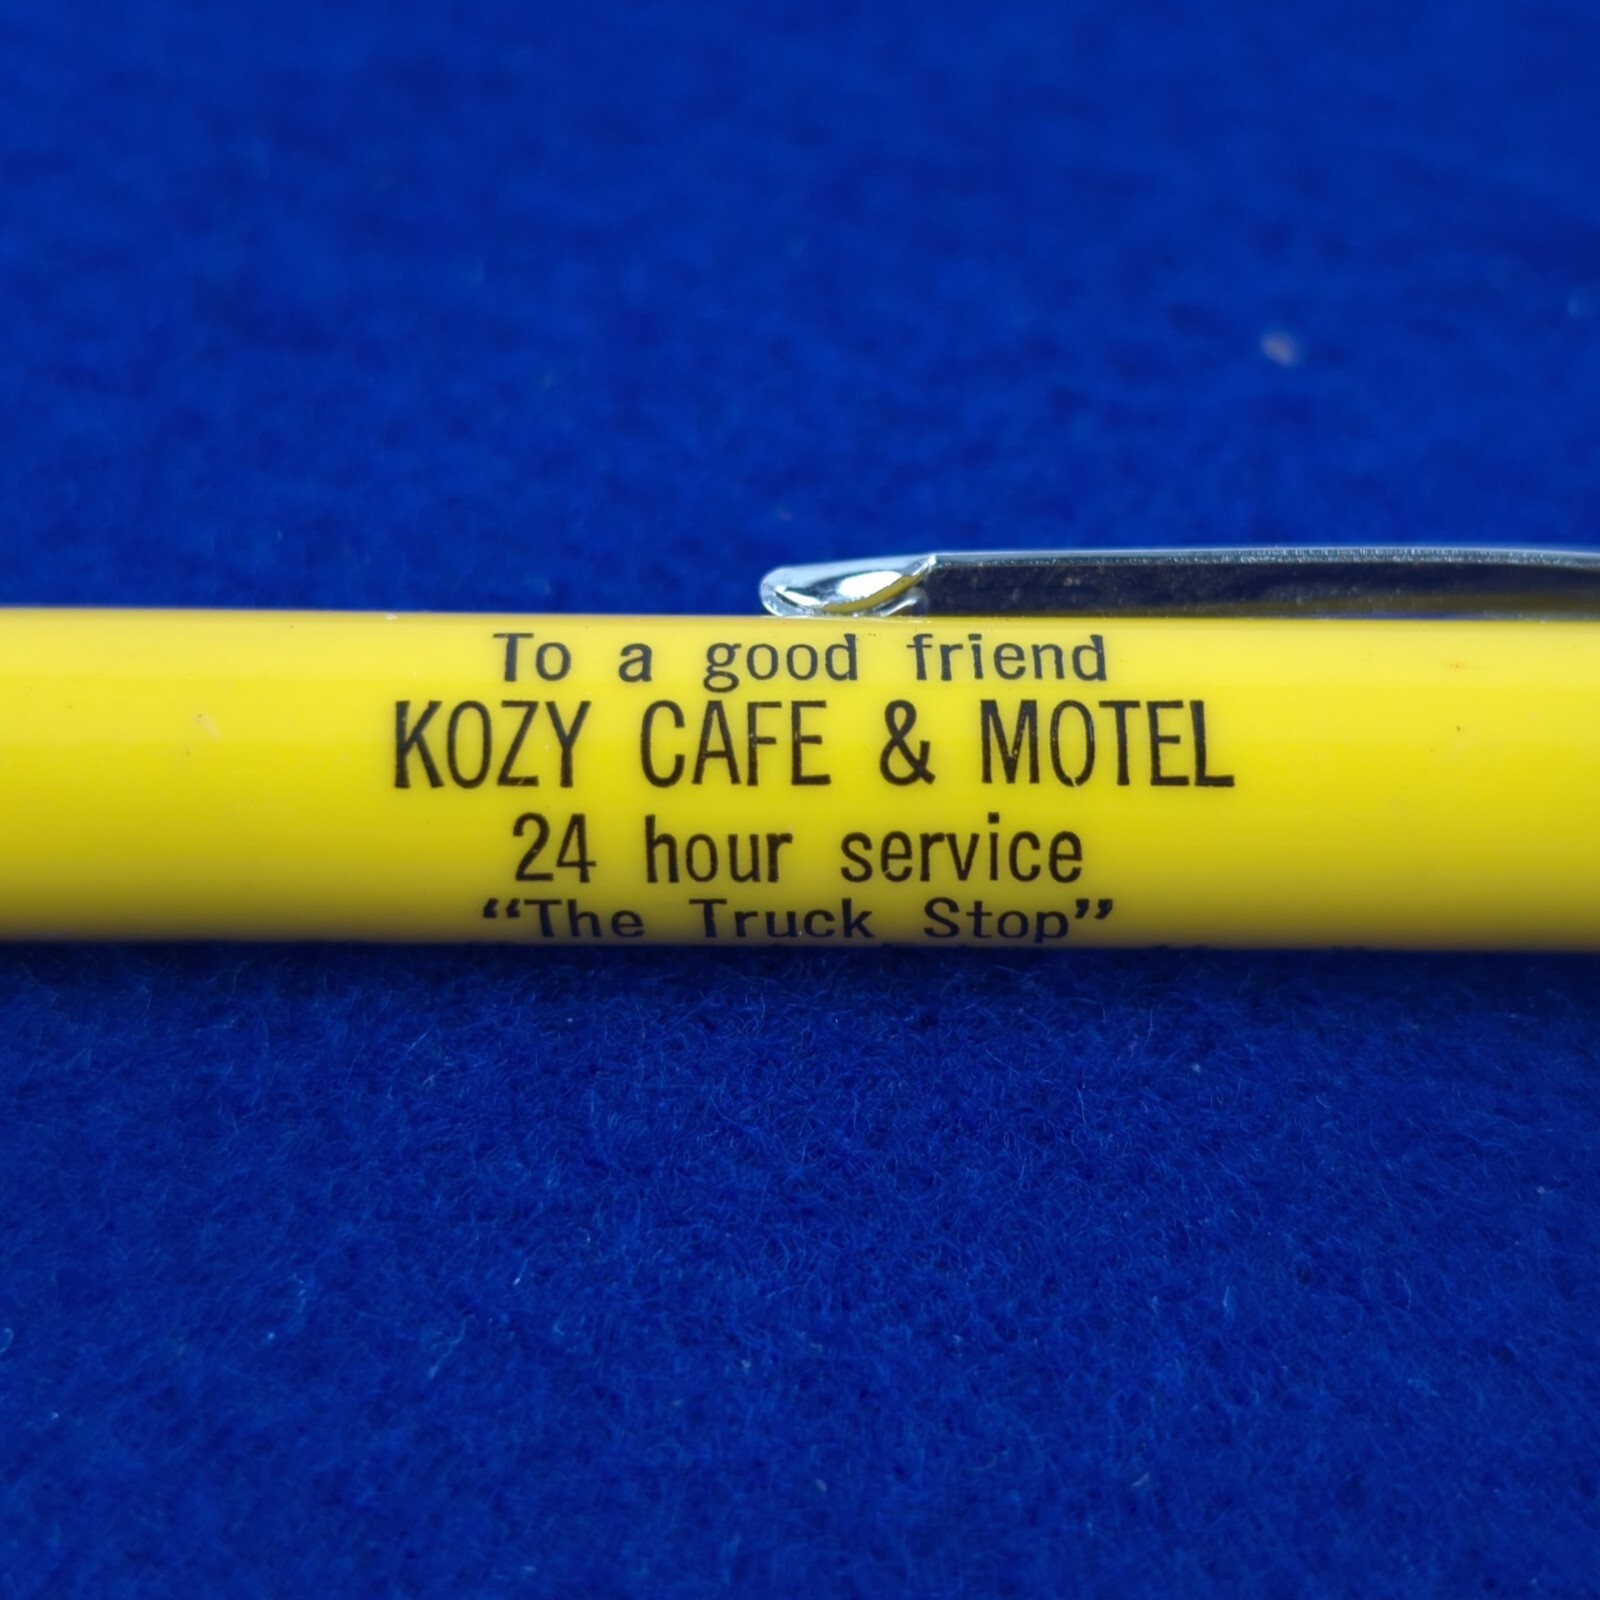 To a good friend
KOZY CAFE & MOTEL
24 hour service
“The Truck Stop”